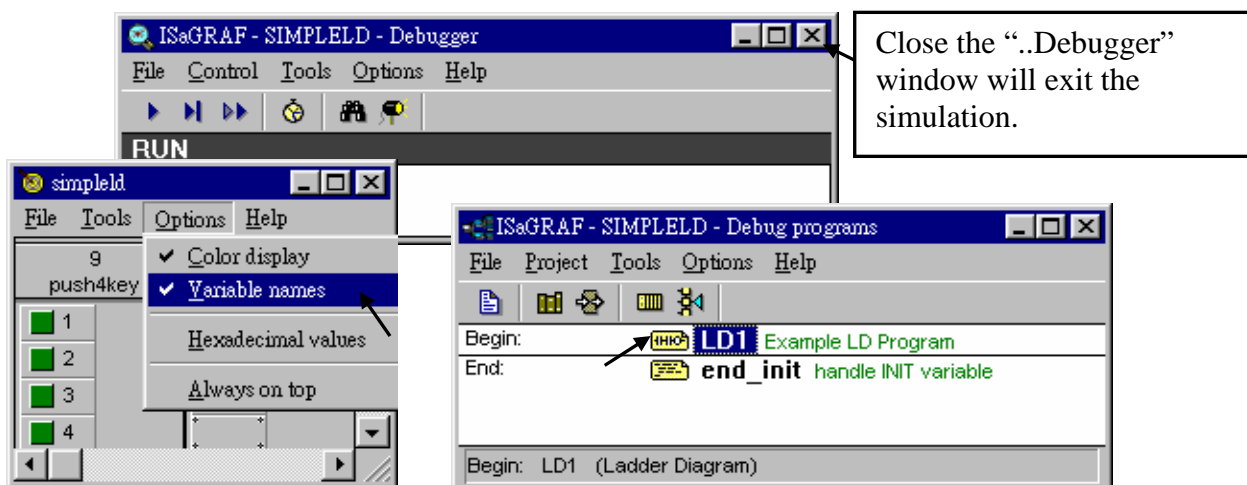 ISaGRAF - SIMPLELD - Debugger
File Control Tools Options Help
RUN
Close the “..Debugger”
window will exit the
simulation.
simpleld
File Tools Options Help
9
push4key
1
2
3
4
Color display
Variable names
Hexadecimal values
Always on top
ISaGRAF - SIMPLELD - Debug programs
File Project Tools Options Help
Begin: LD1 Example LD Program
End: end_init handle INIT variable
Begin: LD1 (Ladder Diagram)